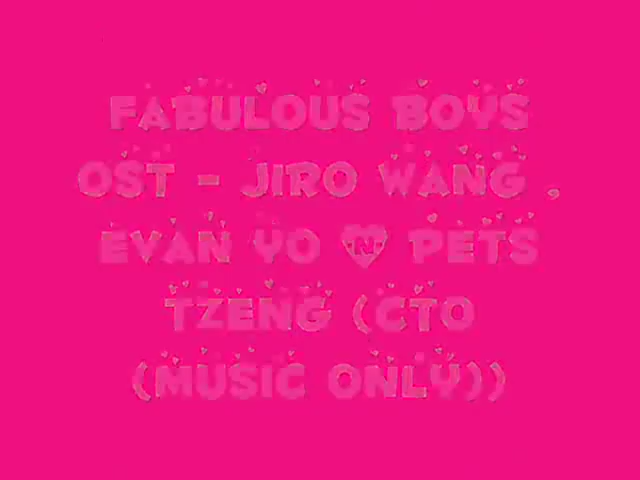 FABULOUS BOYS
OST - JIRO WANG ,
EVAN YO N PETS
TZENG (CTO
(MUSIC ONLY))